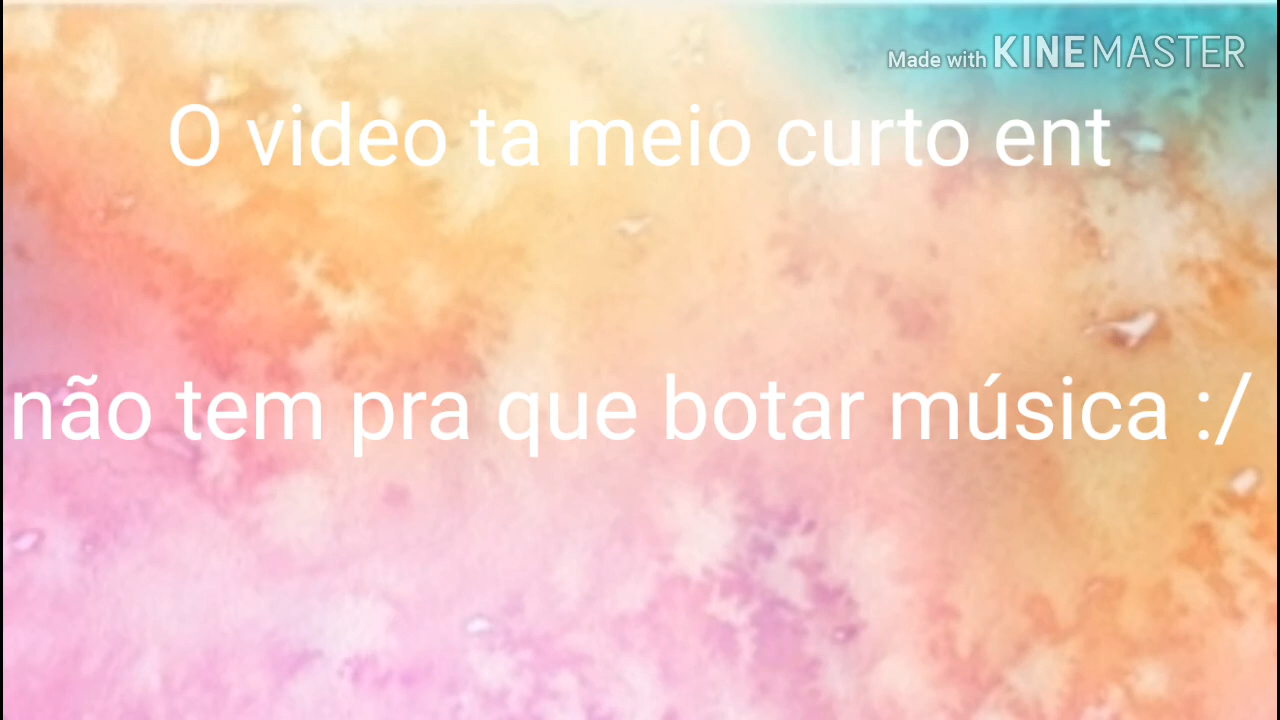 Made with KINEMASTER
O video ta meio curto ent
não tem pra que botar música :/